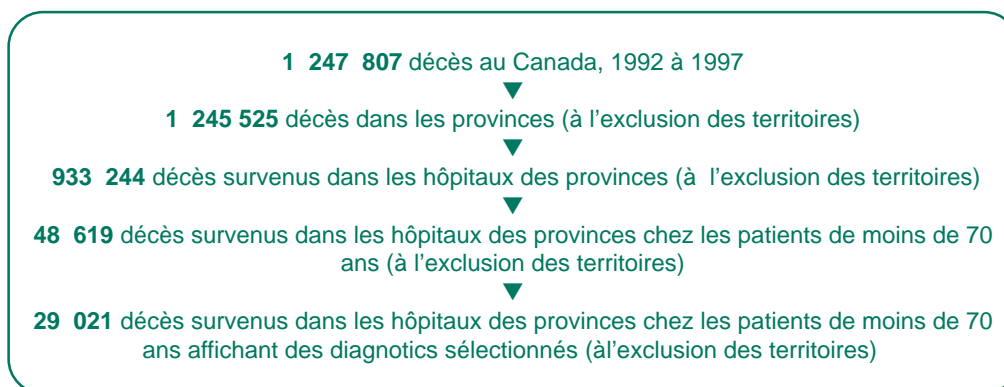 1 247 807 décès au Canada, 1992 à 1997
▼
1 245 525 décès dans les provinces (à l'exclusion des territoires)
▼
933 244 décès survenus dans les hôpitaux des provinces (à l'exclusion des territoires)
▼
48 619 décès survenus dans les hôpitaux des provinces chez les patients de moins de 70
ans (à l'exclusion des territoires)
▼
29 021 décès survenus dans les hôpitaux des provinces chez les patients de moins de 70
ans affichant des diagnotics sélectionnés (àl'exclusion des territoires)